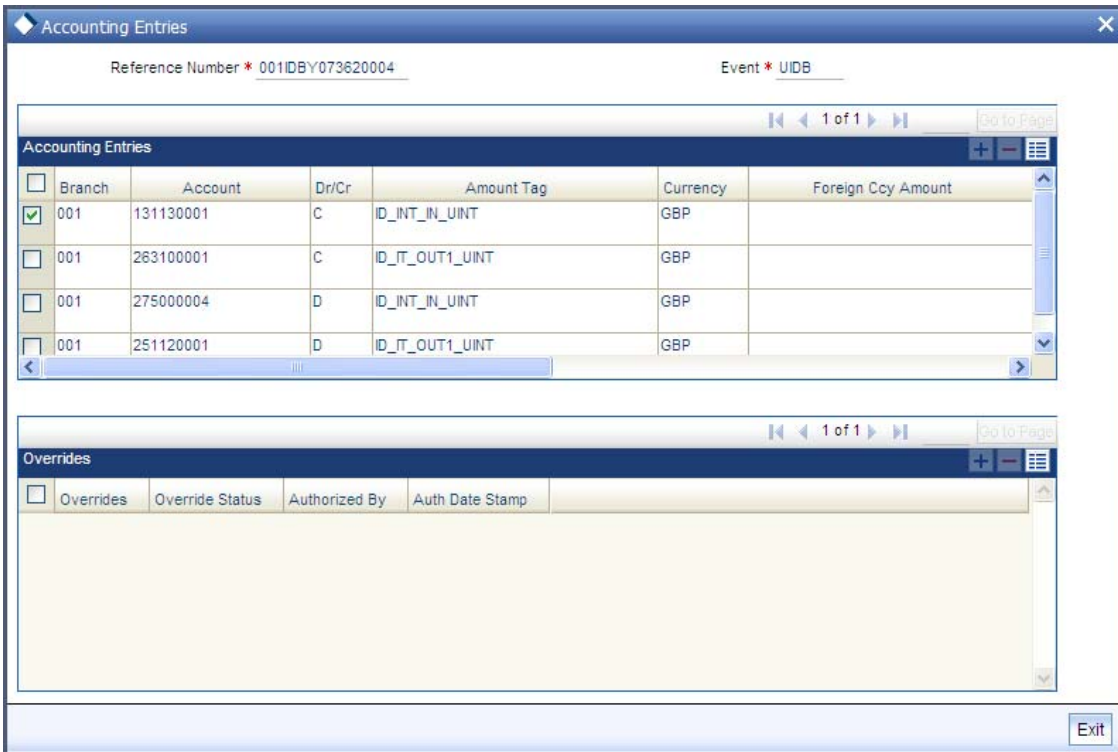 Accounting Entries
Reference Number * 001IDBY073620004 Event * UIDB
1 of 1 Go to Page
Accounting Entries
Branch Account Dr/Cr Amount Tag Currency Foreign Ccy Amount
001 131130001 C ID_INT_IN_UINT GBP
001 263100001 C ID_IT_OUT1_UINT GBP
001 275000004 D ID_INT_IN_UINT GBP
001 251120001 D ID_IT_OUT1_UINT GBP
1 of 1 Go to Page
Overrides
Overrides Override Status Authorized By Auth Date Stamp
Exit